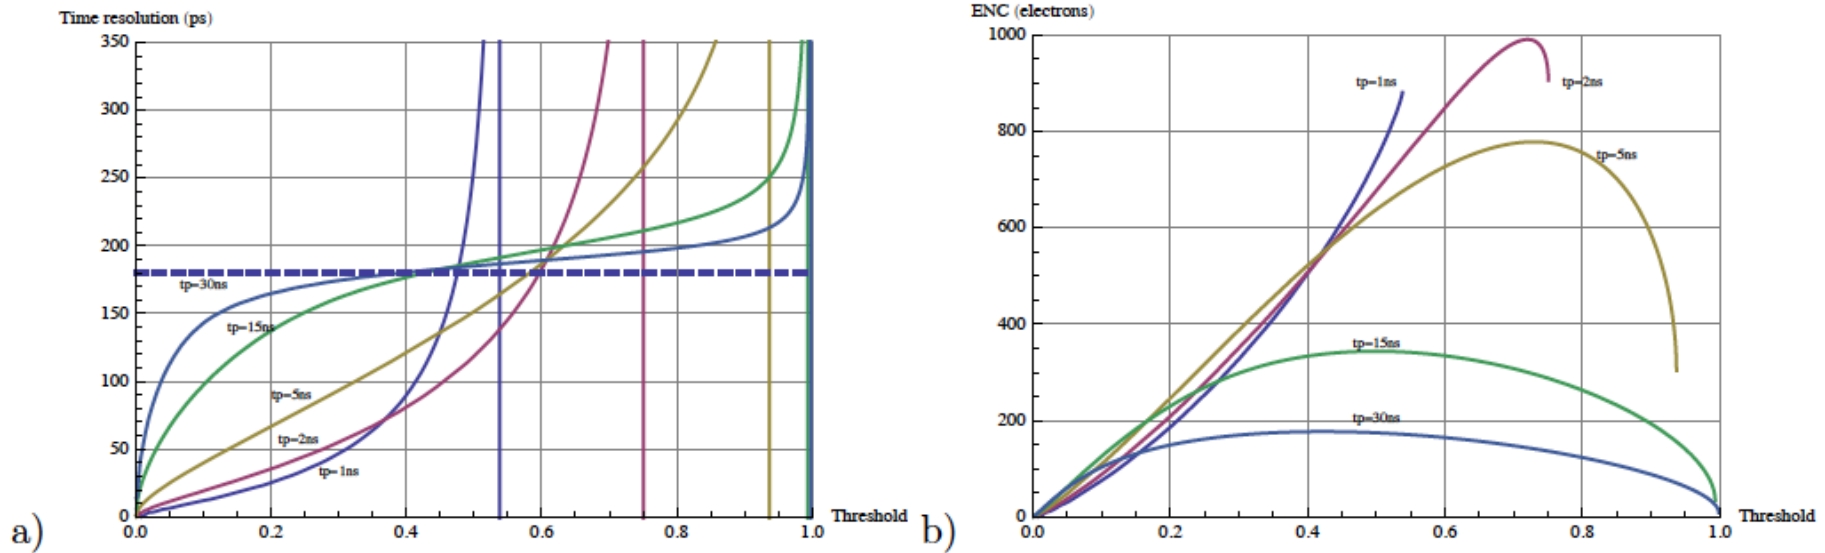 Time resolution (ps)
350
300
250
200
150
100
50
0
tp=30ns
tp=15ns
tp=5ns
tp=2ns
tp=1ns
0.0 0.2 0.4 0.6 0.8 1.0 Threshold
a)
ENC (electrons)
1000
800
600
400
200
0
tp=1ns
tp=2ns
tp=5ns
tp=15ns
tp=30ns
0.0 0.2 0.4 0.6 0.8 1.0 Threshold
b)